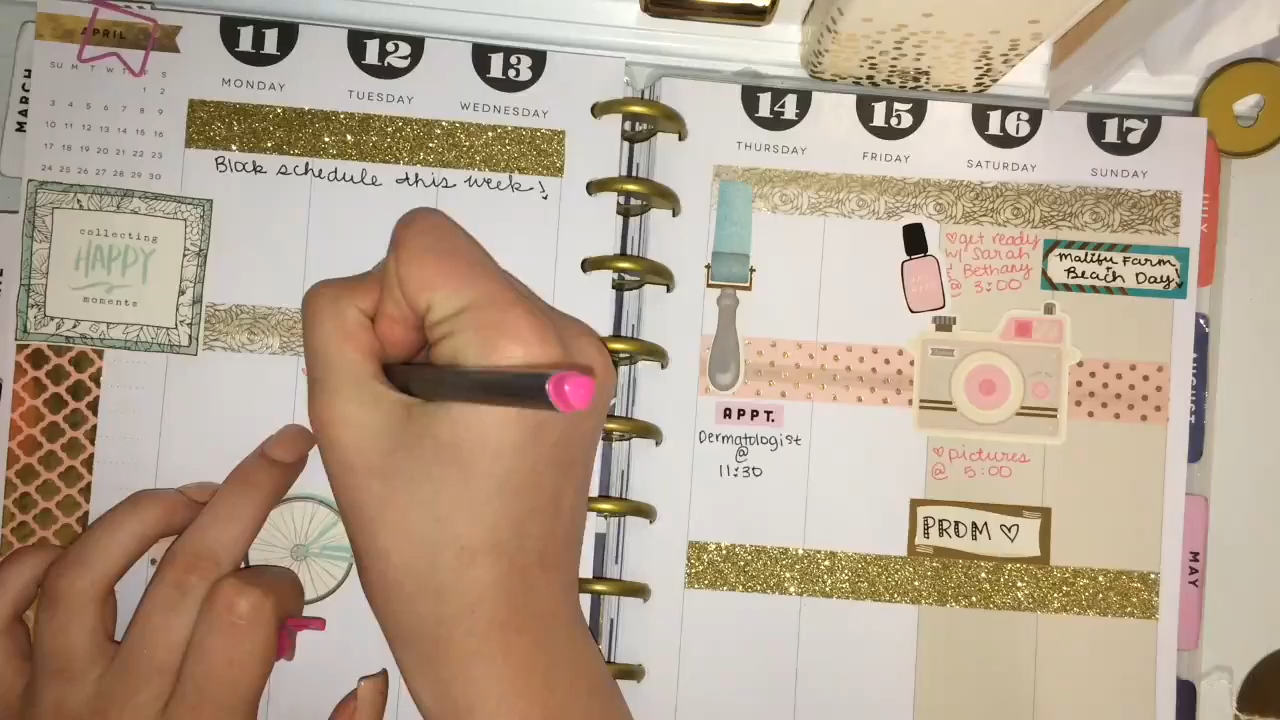 APRIL
SU M T W T F S
1 2
3 4 5 6 7 8 9
10 11 12 13 14 15 16
17 18 19 20 21 22 23
24 25 26 27 28 29 30
MARCH
11
MONDAY
12
TUESDAY
13
WEDNESDAY
Block schedule this week!
collecting
HAPPY
moments
14
THURSDAY
15
FRIDAY
16
SATURDAY
17
SUNDAY
♡get ready
w/ Sarah
& Bethany
@ 3:00
Malibu Farm
Beach Day!
APPT.
Dermatologist
@
11:30
♡pictures
@ 5:00
PROM ♡
JULY
AUGUST
MAY